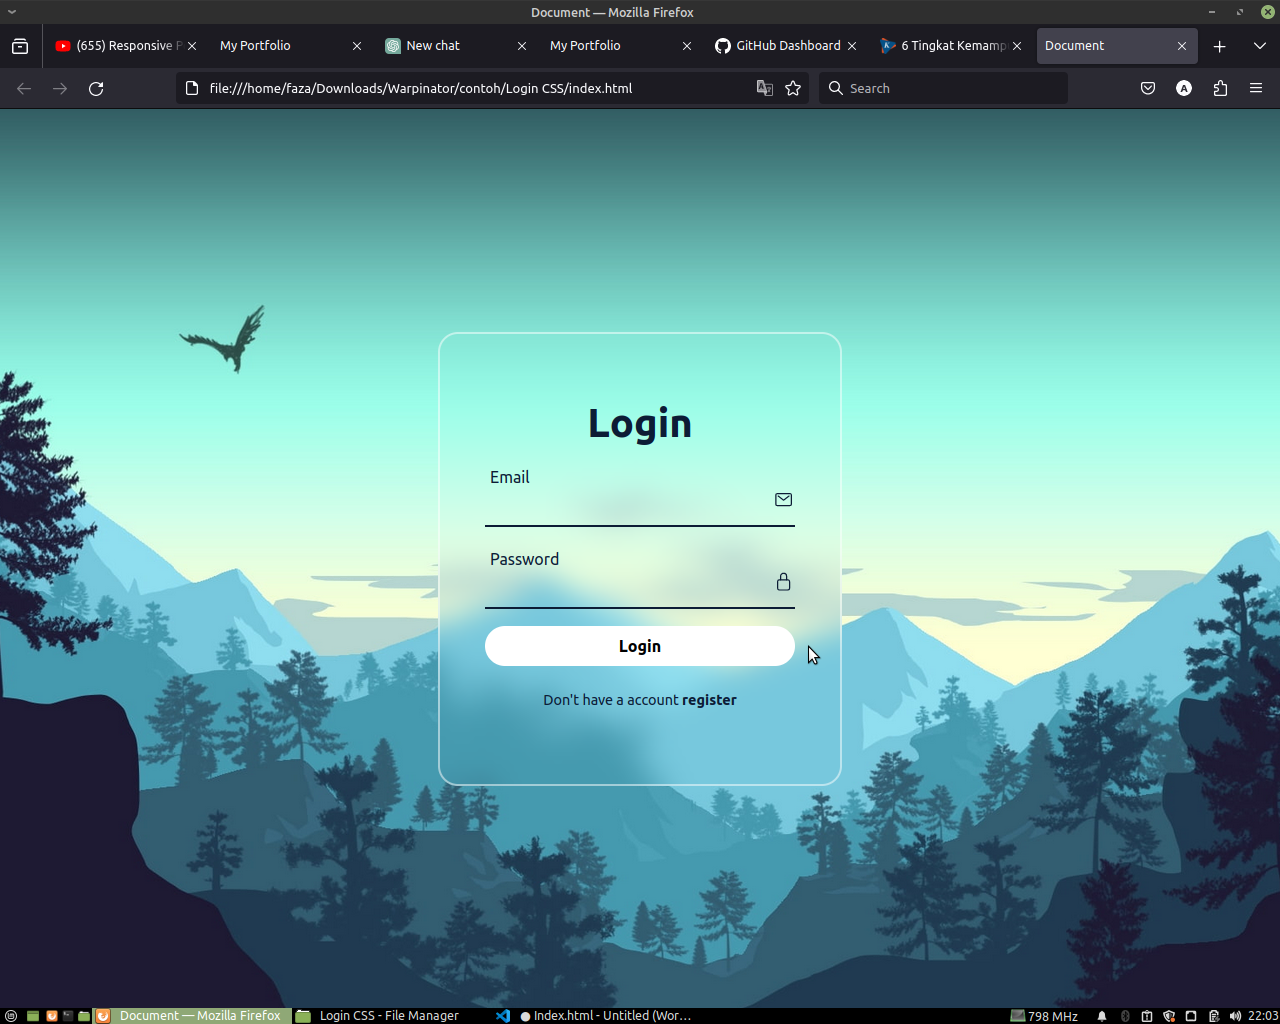 Document — Mozilla Firefox
(655) Responsive P
My Portfolio
New chat
My Portfolio
GitHub Dashboard
6 Tingkat Kemamp
Document
file:///home/faza/Downloads/Warpinator/contoh/Login CSS/index.html
Search
A
Login
Email
Password
Login
Don't have a account register
Document — Mozilla Firefox
Login CSS - File Manager
● Index.html - Untitled (Wor...
798 MHz
22:03